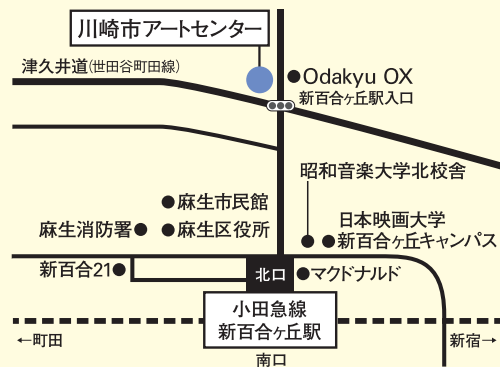 川崎市アートセンター
津久井道(世田谷町田線)
Odakyu OX
新百合ヶ丘駅入口
昭和音楽大学北校舎
麻生市民館
日本映画大学
新百合ヶ丘キャンパス
麻生消防署
麻生区役所
新百合21
北口
マクドナルド
小田急線
新百合ヶ丘駅
←町田
新宿→
南口